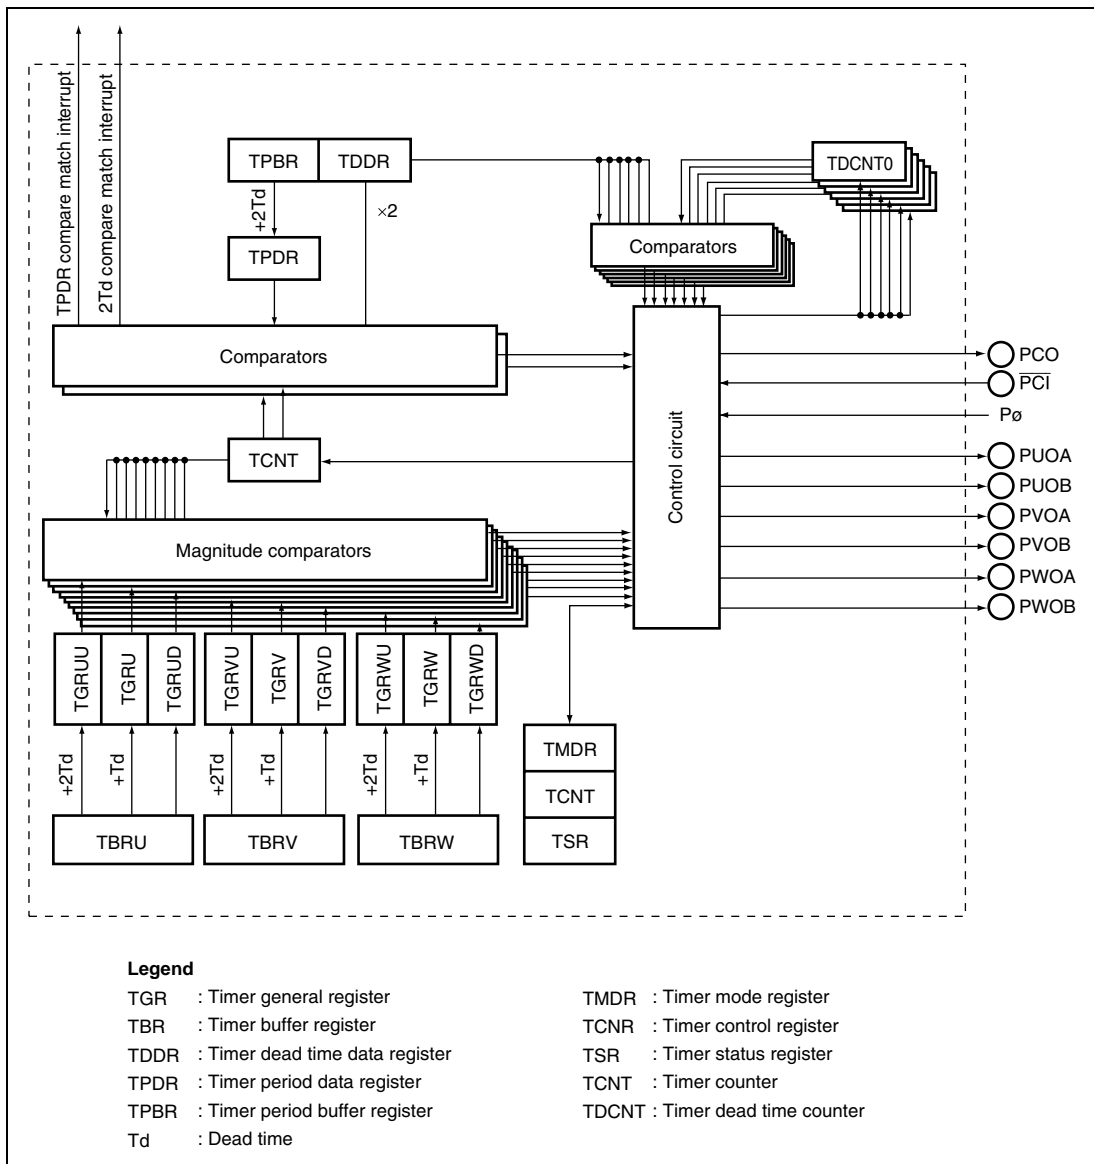 TPDR compare match interrupt
2Td compare match interrupt
TPBR
TDDR
TDCNT0
+2Td
×2
Comparators
TPDR
Comparators
PCO
PCI
Pø
TCNT
Control circuit
PUOA
PUOB
PVOA
PVOB
PWOA
PWOB
Magnitude comparators
TGRUU
TGRU
TGRUD
TGRVU
TGRV
TGRVD
TGRWU
TGRW
TGRWD
+2Td
+Td
+2Td
+Td
+2Td
+Td
TMDR
TCNT
TSR
TBRU
TBRV
TBRW
Legend
TGR : Timer general register
TBR : Timer buffer register
TDDR : Timer dead time data register
TPDR : Timer period data register
TPBR : Timer period buffer register
Td : Dead time
TMDR : Timer mode register
TCNR : Timer control register
TSR : Timer status register
TCNT : Timer counter
TDCNT : Timer dead time counter